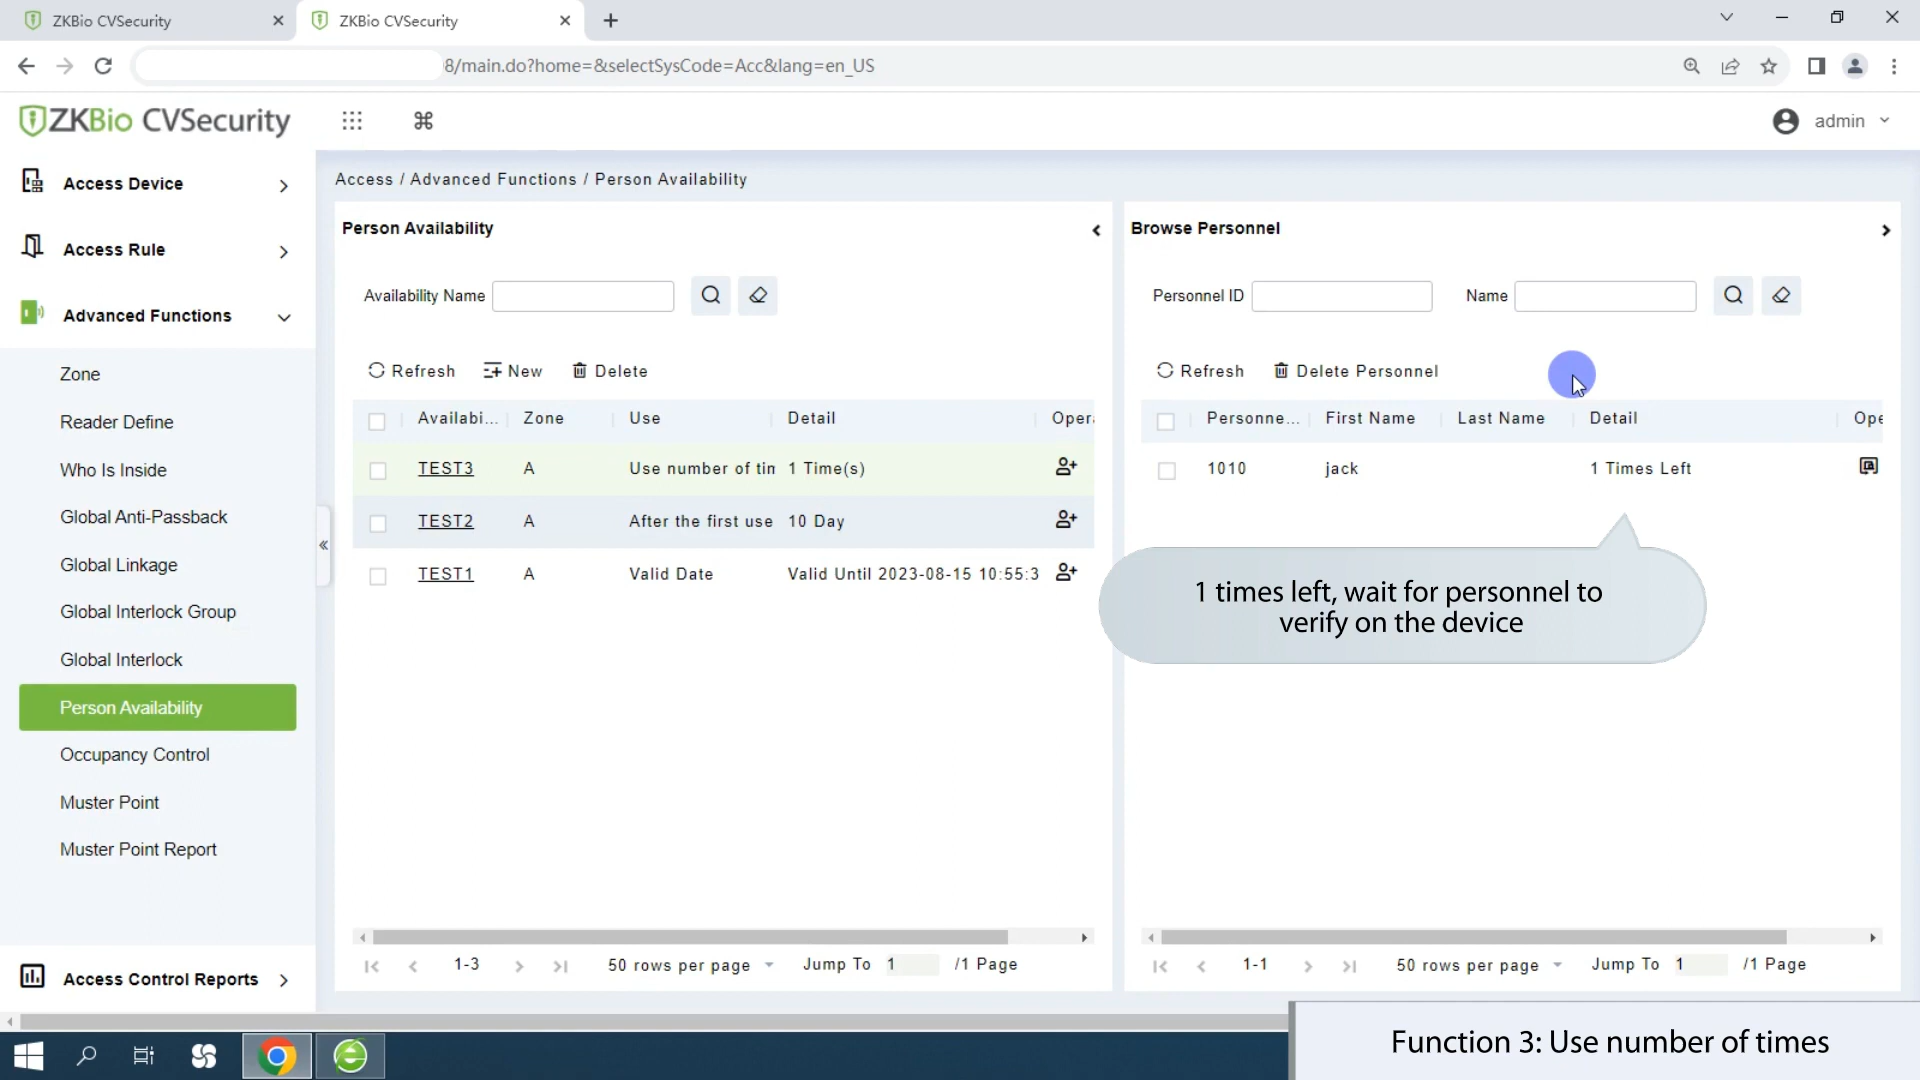 ZKBio CVSecurity
ZKBio CVSecurity
8/main.do?home=&selectSysCode=Acc&lang=en_US
ZKBio CVSecurity
admin
Access Device
Access Rule
Advanced Functions
Zone
Reader Define
Who Is Inside
Global Anti-Passback
Global Linkage
Global Interlock Group
Global Interlock
Person Availability
Occupancy Control
Muster Point
Muster Point Report
Access Control Reports
Access / Advanced Functions / Person Availability
Person Availability
Availability Name
Refresh New Delete
Availabi... Zone Use Detail Opera
TEST3 A Use number of tim 1 Time(s)
TEST2 A After the first use 10 Day
TEST1 A Valid Date Valid Until 2023-08-15 10:55:3
1-3 50 rows per page Jump To 1 /1 Page
Browse Personnel
Personnel ID Name
Refresh Delete Personnel
Personne... First Name Last Name Detail Ope
1010 jack 1 Times Left
1 times left, wait for personnel to
verify on the device
1-1 50 rows per page Jump To 1 /1 Page
Function 3: Use number of times